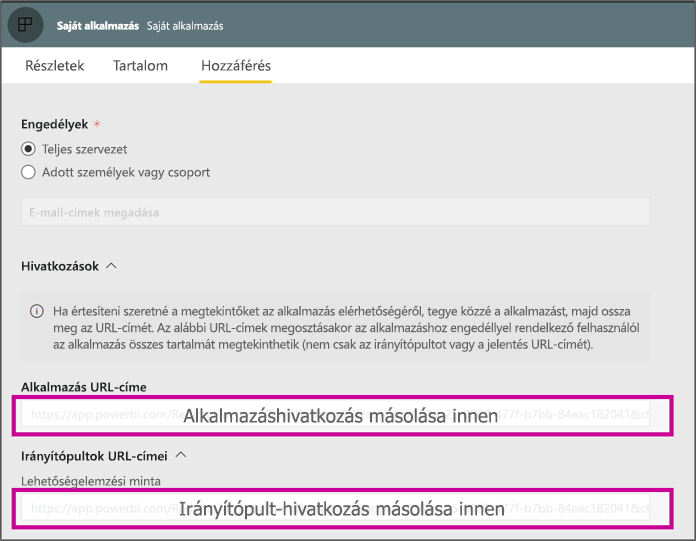 Saját alkalmazás Saját alkalmazás
Részletek Tartalom Hozzáférés
Engedélyek *
Teljes szervezet
Adott személyek vagy csoport
E-mail-címek megadása
Hivatkozások
Ha értesíteni szeretné a megtekintőket az alkalmazás elérhetőségéről, tegye közzé a alkalmazást, majd ossza
meg az URL-címét. Az alábbi URL-címek megosztásakor az alkalmazáshoz engedéllyel rendelkező felhasználól
az alkalmazás összes tartalmát megtekinthetik (nem csak az irányítópultot vagy a jelentés URL-címét).
Alkalmazás URL-címe
https://app.powerbi.com/Re 477f-b7bb-84eac182041&ct
Alkalmazáshivatkozás másolása innen
Irányítópultok URL-címei
Lehetőségelemzési minta
https://app.powerbi.com/Re f-b7bb-84eac182041&ct
Irányítópult-hivatkozás másolása innen